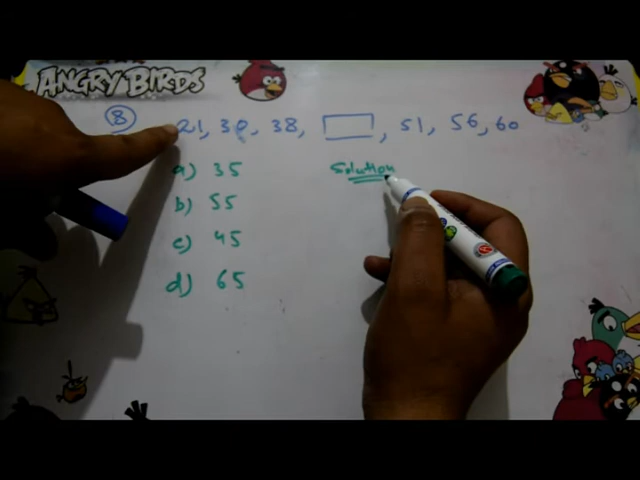 ANGRY BIRDS
8 21, 30, 38, , 51, 56, 60
a) 35 Solution
b) 55
c) 45
d) 65